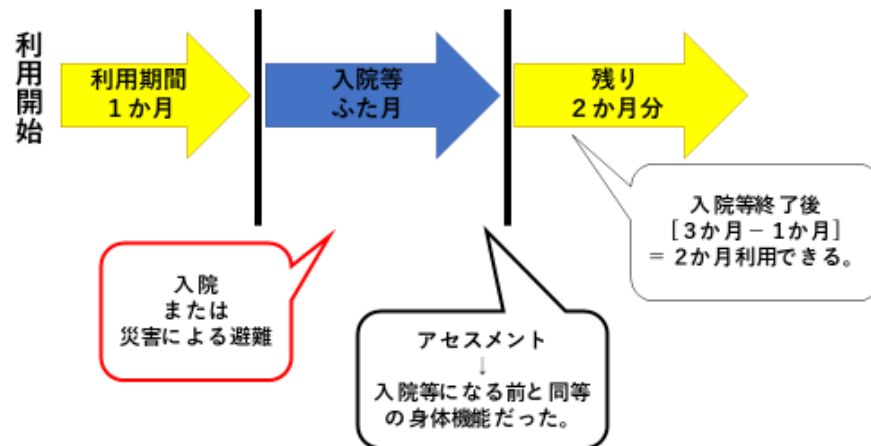 利用開始
利用期間
1か月
入院等
ふた月
残り
2か月分
入院
または
災害による避難
アセスメント
↓
入院等になる前と同等
の身体機能だった。
入院等終了後
[3か月－1か月]
＝2か月利用できる。